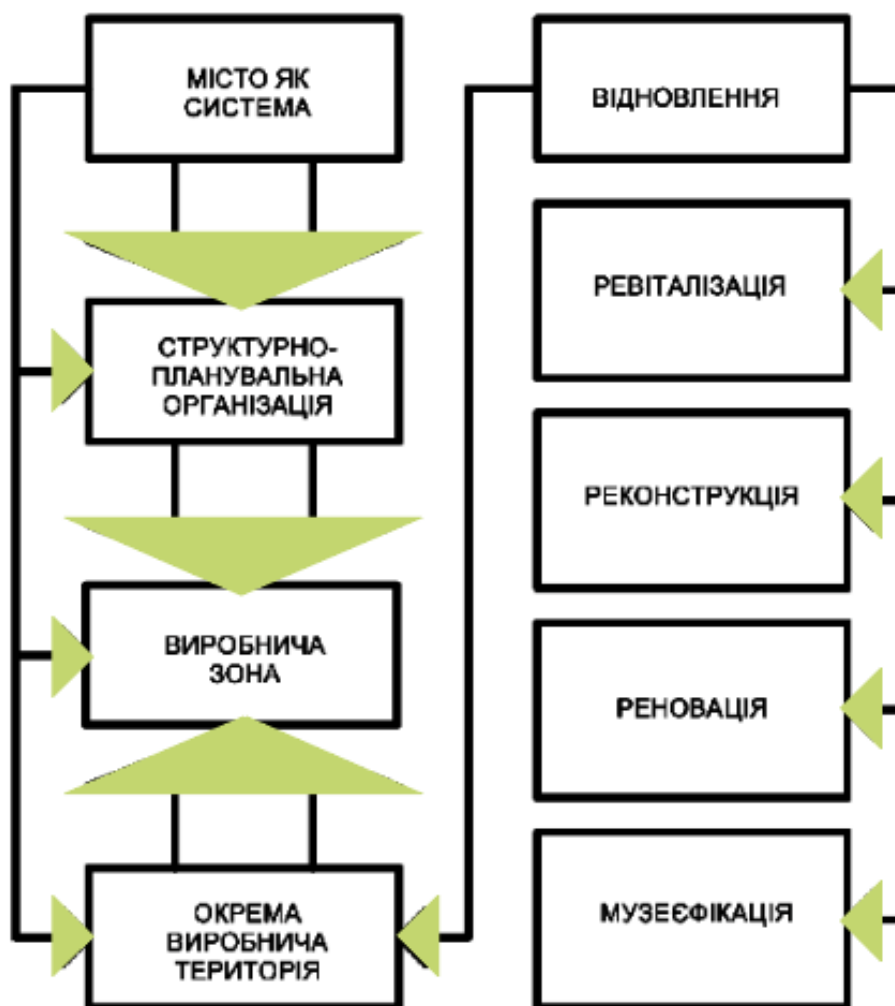 МІСТО ЯК
СИСТЕМА
СТРУКТУРНО-
ПЛАНУВАЛЬНА
ОРГАНІЗАЦІЯ
ВИРОБНИЧА
ЗОНА
ОКРЕМА
ВИРОБНИЧА
ТЕРИТОРІЯ
ВІДНОВЛЕННЯ
РЕВІТАЛІЗАЦІЯ
РЕКОНСТРУКЦІЯ
РЕНОВАЦІЯ
МУЗЕЄФІКАЦІЯ